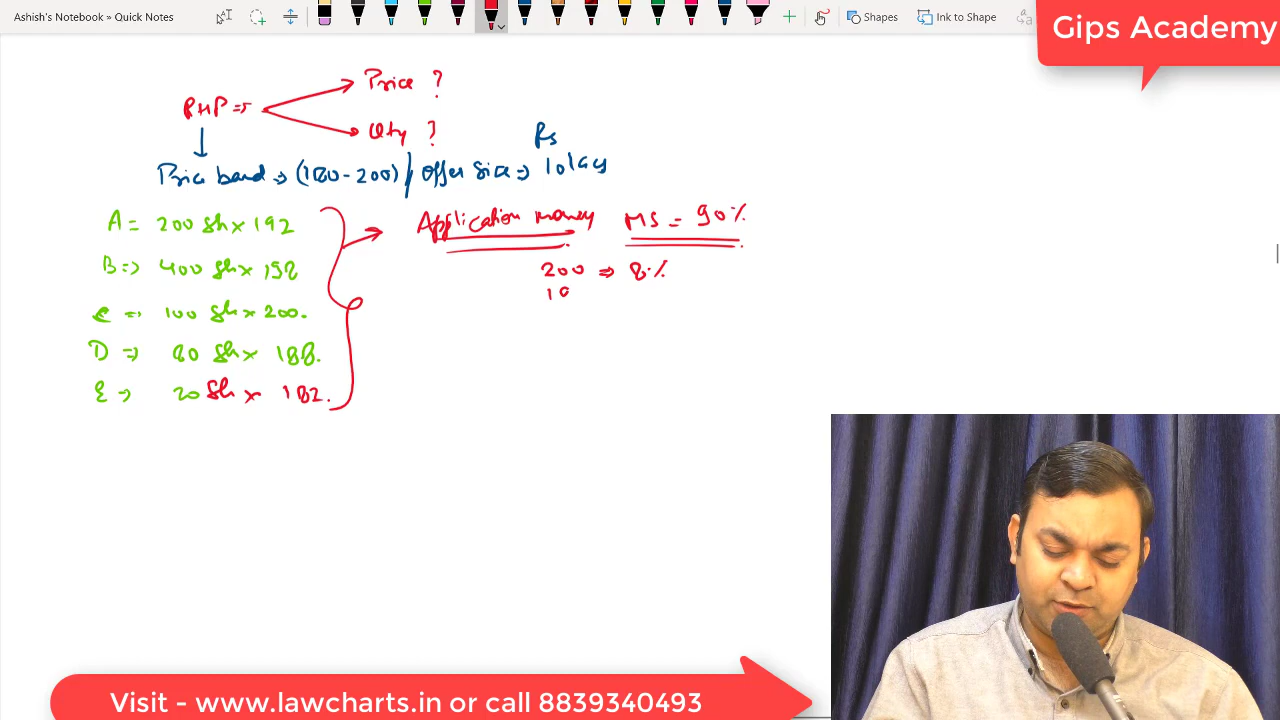 Ashish's Notebook » Quick Notes
Shapes
Ink to Shape
Gips Academy
RHP ⇒
Price ?
Qty ?
Price band ⇒ (180-200) / offer size ⇒ Rs 10 lacs
A = 200 Sh × 192
B ⇒ 400 Sh × 198
C ⇒ 100 Sh × 200.
D ⇒ 80 Sh × 188.
E ⇒ 20 Sh × 182.
Application money MS = 90%
200 ⇒ 8%
19
Visit - www.lawcharts.in or call 8839340493